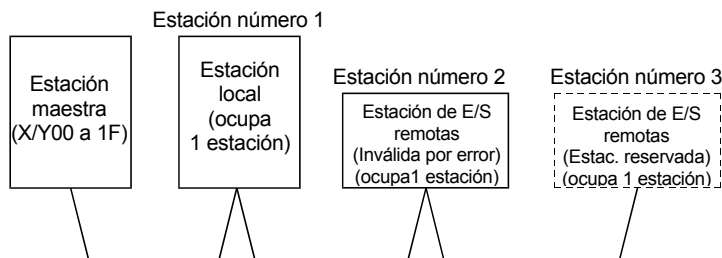 Estación número 1
Estación
maestra
(X/Y00 a 1F)
Estación
local
(ocupa
1 estación)
Estación número 2
Estación de E/S
remotas
(Inválida por error)
(ocupa1 estación)
Estación número 3
Estación de E/S
remotas
(Estac. reservada)
(ocupa 1 estación)